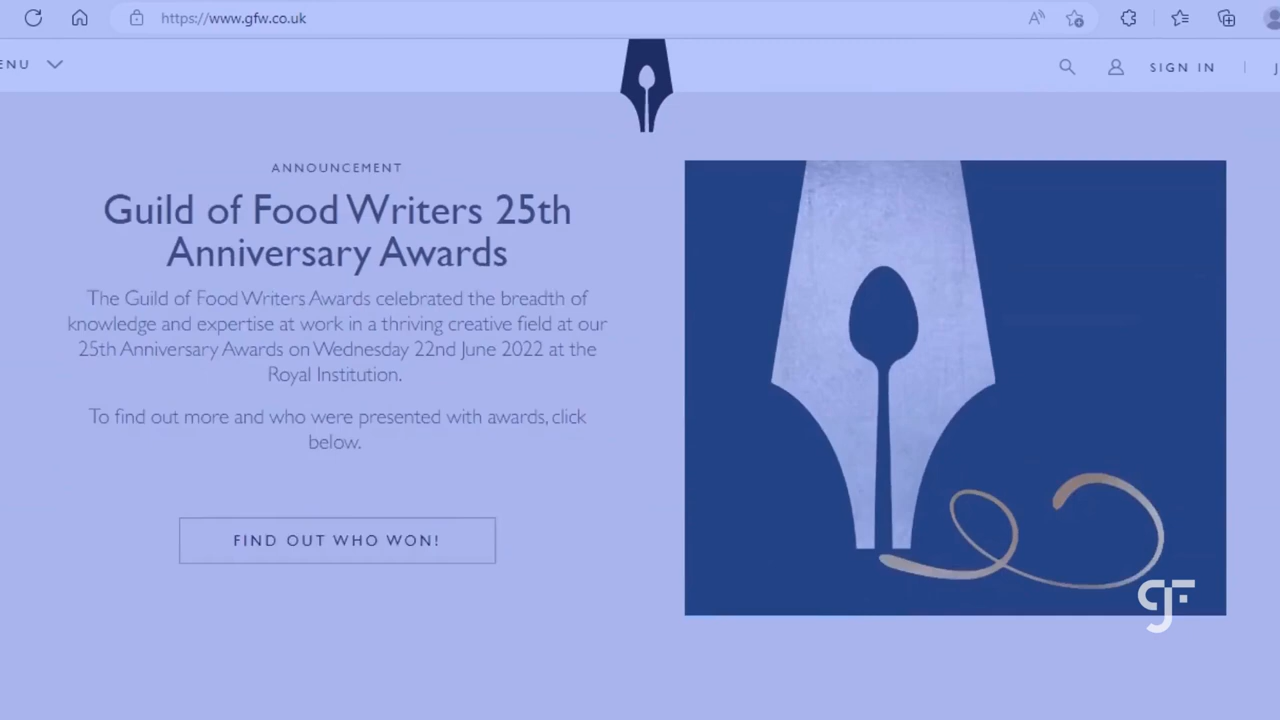 https://www.gfw.co.uk
ENU
SIGN IN
J
ANNOUNCEMENT
Guild of Food Writers 25th
Anniversary Awards
The Guild of Food Writers Awards celebrated the breadth of
knowledge and expertise at work in a thriving creative field at our
25th Anniversary Awards on Wednesday 22nd June 2022 at the
Royal Institution.
To find out more and who were presented with awards, click
below.
FIND OUT WHO WON!
gF